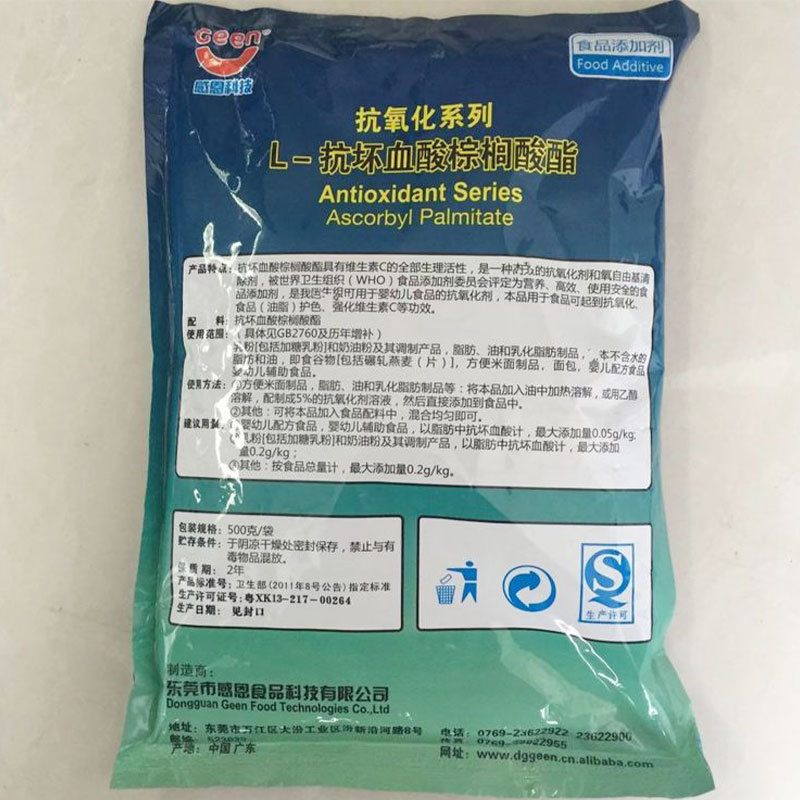 Geen
感恩科技
食品添加剂
Food Additive
抗氧化系列
L-抗坏血酸棕榈酸酯
Antioxidant Series
Ascorbyl Palmitate
产品特点:抗坏血酸棕榈酸酯具有维生素C的全部生理活性,是一种高效的抗氧化剂和氧自由基清
除剂,被世界卫生组织(WHO)食品添加剂委员会评定为营养、高效、使用安全的食
品添加剂,是我国生组可用于婴幼儿食品的抗氧化剂,本品用于食品可起到抗氧化、
食品(油脂)护色、强化维生素C等功效。
配 料:抗坏血酸棕榈酸酯
使用范围:(具体见GB2760及历年增补)
乳粉[包括加糖乳粉]和奶油粉及其调制产品,脂肪、油和乳化脂肪制品,基本不含水的
脂肪和油,即食谷物[包括碾轧燕麦(片)],方便米面制品,面包,婴儿配方食品
婴幼儿辅助食品。
使用方法:①方便米面制品,脂肪、油和乳化脂肪制品等:将本品加入油中加热溶解,或用乙醇
溶解,配制成5%的抗氧化剂溶液,然后直接添加到食品中。
②其他:可将本品加入食品配料中,混合均匀即可。
建议用量:①婴幼儿配方食品,婴幼儿辅助食品,以脂肪中抗坏血酸计,最大添加量0.05g/kg;
乳粉[包括加糖乳粉]和奶油粉及其调制产品,以脂肪中抗坏血酸计,最大添加
量0.2g/kg;
③其他:按食品总量计,最大添加量0.2g/kg。
包装规格:500克/袋
贮存条件:于阴凉干燥处密封保存,禁止与有
毒物品混放。
保质期:2年
产品标准号:卫生部(2011年8号公告)指定标准
生产许可证号:粤XK13-217-00264
生产日期:见封口
QS
生产许可
制造商:
东莞市感恩食品科技有限公司
Dongguan Geen Food Technologies Co.,Ltd
地址:东莞市万江区大汾工业区汾新沿河路8号
邮编:523039
产地:中国 广东
电话:0769-23622922 23622900
传真:0769-22955
网址:www.dggeen.cn.alibaba.com